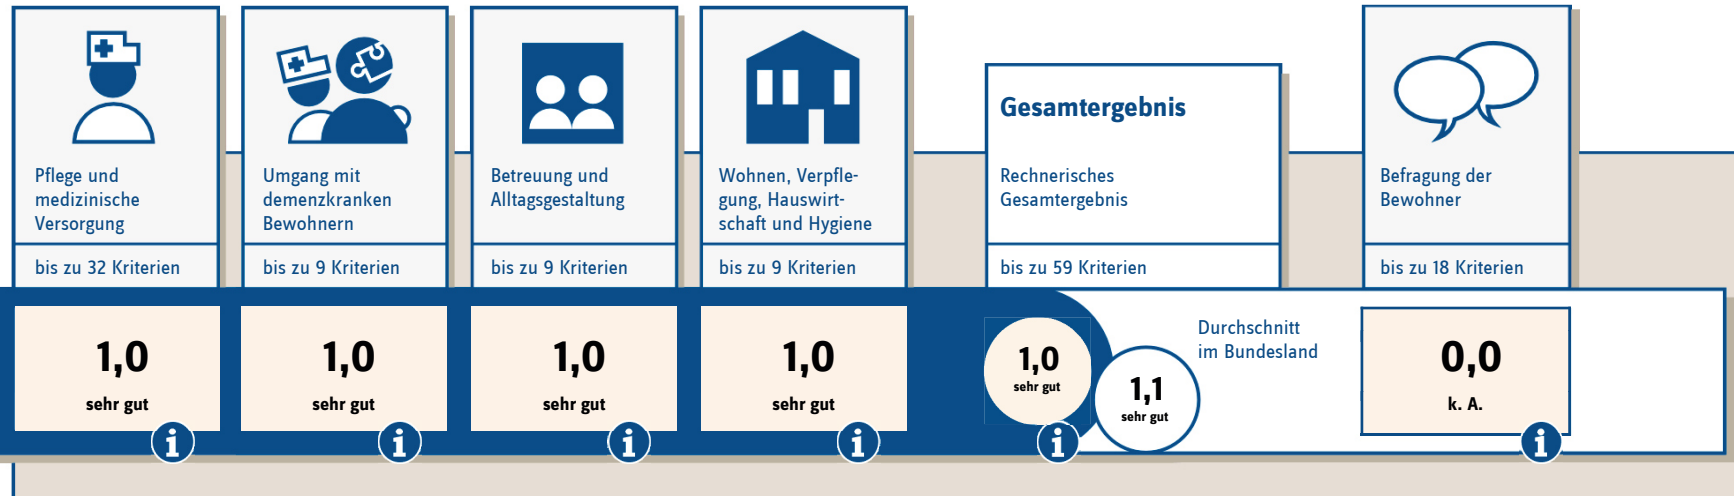 Pflege und
medizinische
Versorgung
bis zu 32 Kriterien
1,0
sehr gut
i
Umgang mit
demenzkranken
Bewohnern
bis zu 9 Kriterien
1,0
sehr gut
i
Betreuung und
Alltagsgestaltung
bis zu 9 Kriterien
1,0
sehr gut
i
Wohnen, Verpfle-
gung, Hauswirt-
schaft und Hygiene
bis zu 9 Kriterien
1,0
sehr gut
i
Gesamtergebnis
Rechnerisches
Gesamtergebnis
bis zu 59 Kriterien
1,0
sehr gut
i
1,1
sehr gut
Durchschnitt
im Bundesland
Befragung der
Bewohner
bis zu 18 Kriterien
0,0
k. A.
i